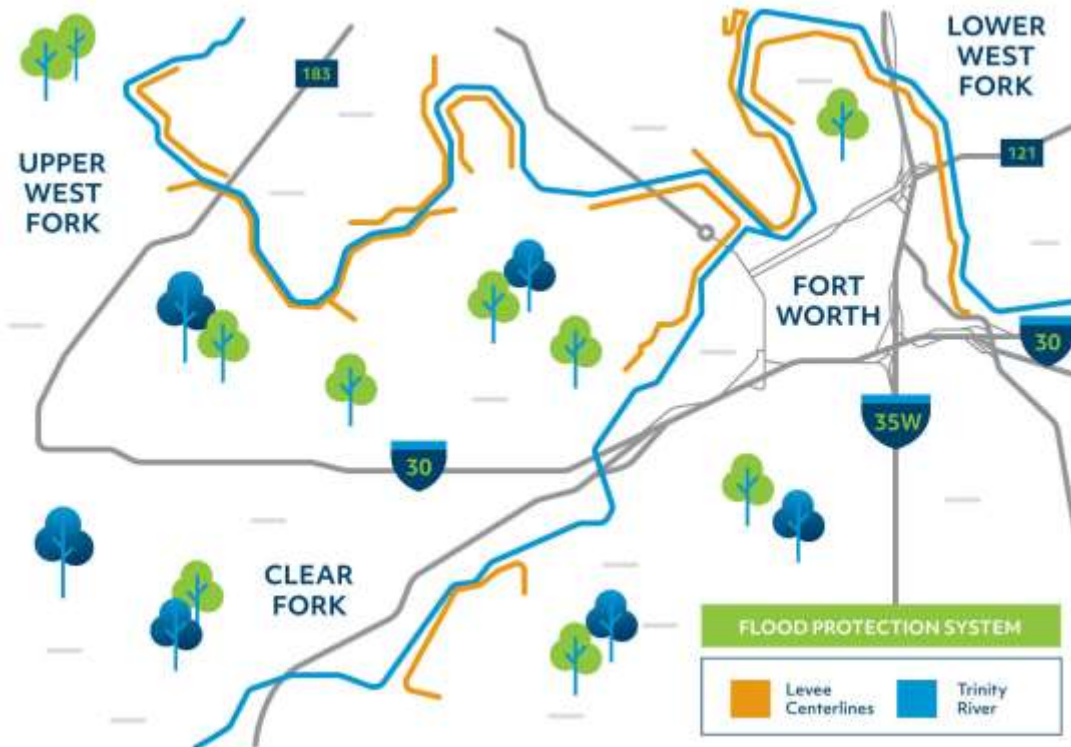 LOWER
WEST
FORK
183
121
UPPER
WEST
FORK
FORT
WORTH
30
35W
30
CLEAR
FORK
FLOOD PROTECTION SYSTEM
Levee
Centerlines
Trinity
River